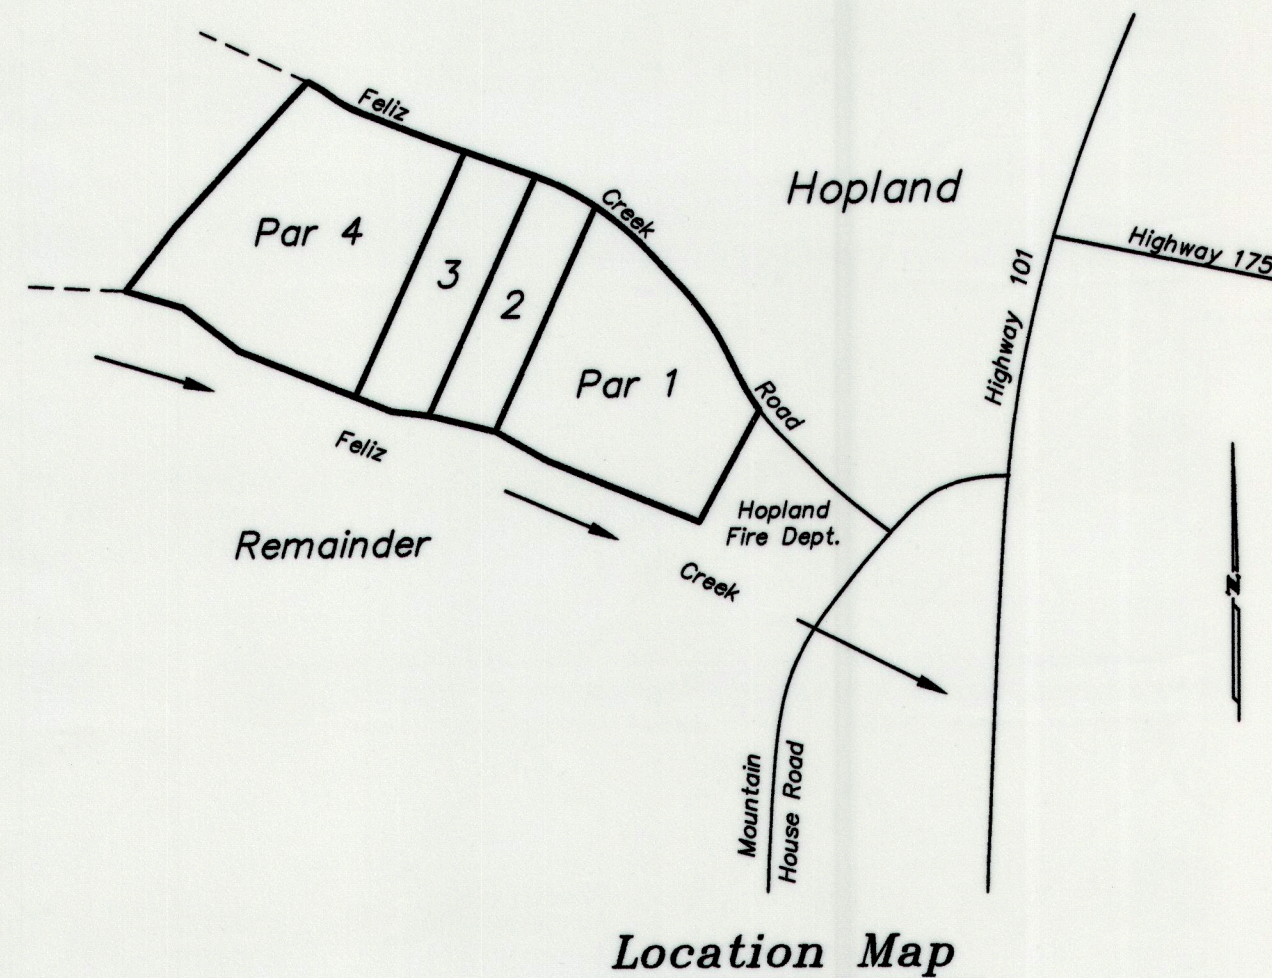 Feliz
Creek
Road
Hopland
Highway 175
Highway 101
Par 4
3
2
Par 1
Feliz
Creek
Remainder
Hopland
Fire Dept.
N
Mountain
House Road
Location Map